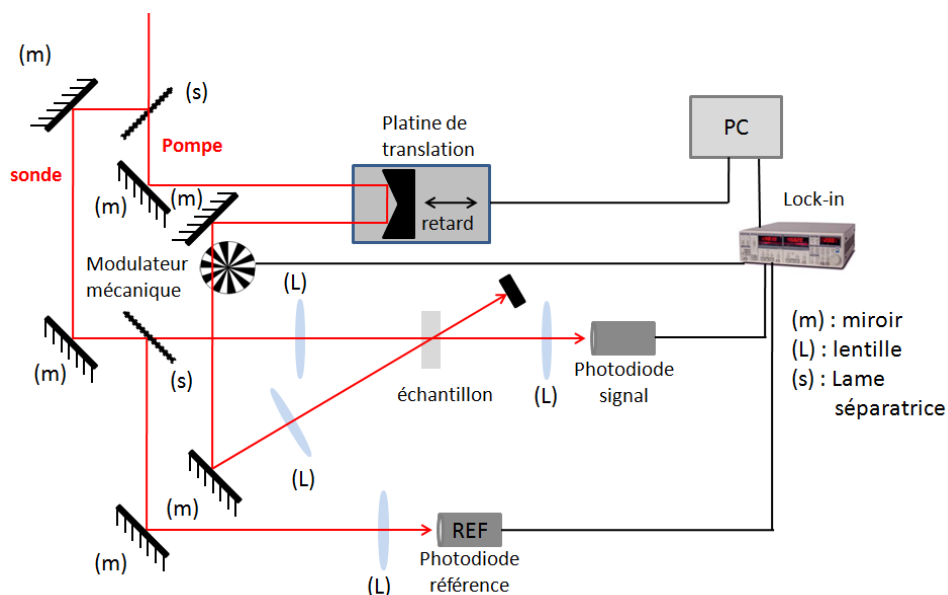 (m)
(s)
Pompe
sonde
(m)
(m)
Platine de
translation
retard
PC
Lock-in
Modulateur
mécanique
(L)
(m)
(s)
échantillon
(L)
Photodiode
signal
(m) : miroir
(L) : lentille
(s) : Lame
séparatrice
(L)
(m)
(m)
REF
Photodiode
référence
(L)